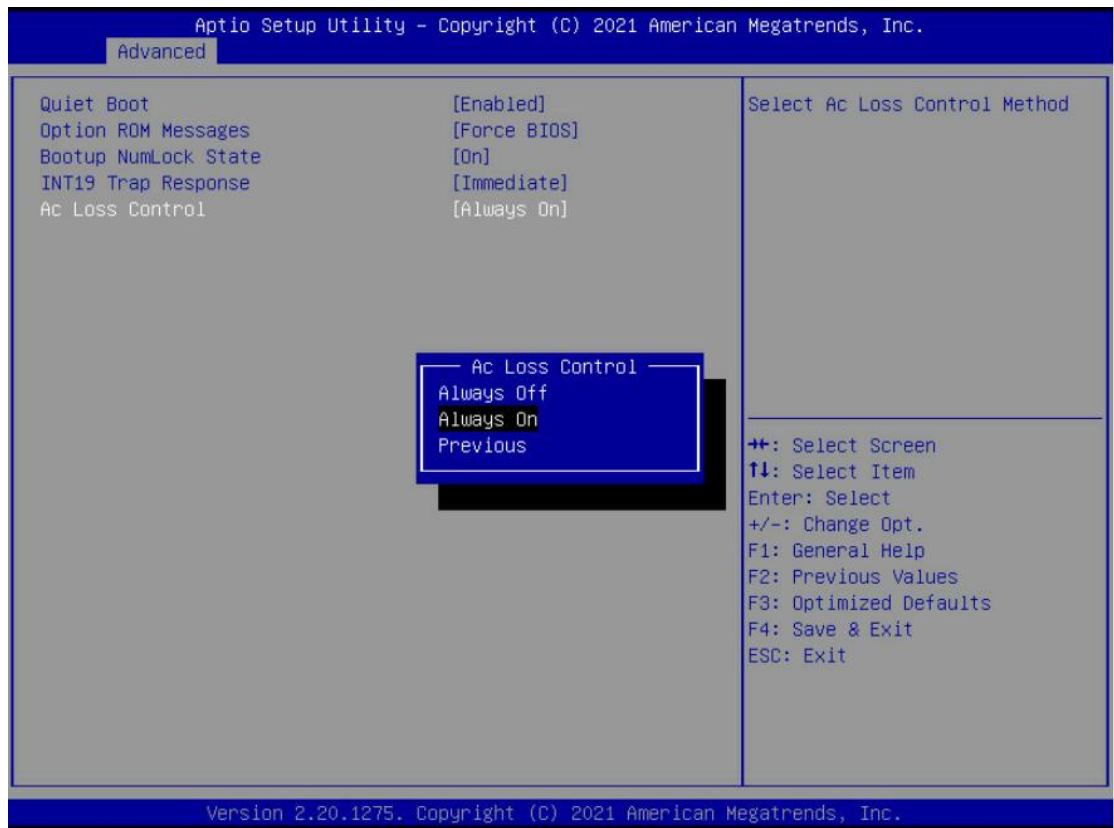 Aptio Setup Utility – Copyright (C) 2021 American Megatrends, Inc.
Advanced
Quiet Boot [Enabled]
Option ROM Messages [Force BIOS]
Bootup NumLock State [On]
INT19 Trap Response [Immediate]
Ac Loss Control [Always On]
Select Ac Loss Control Method
Ac Loss Control
Always Off
Always On
Previous
→←: Select Screen
↑↓: Select Item
Enter: Select
+/-: Change Opt.
F1: General Help
F2: Previous Values
F3: Optimized Defaults
F4: Save & Exit
ESC: Exit
Version 2.20.1275. Copyright (C) 2021 American Megatrends, Inc.